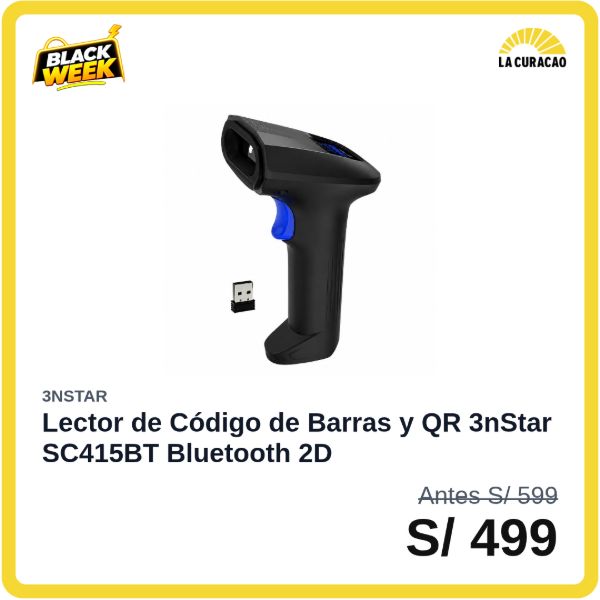 BLACK
WEEK
LA CURACAO
3NSTAR
Lector de Código de Barras y QR 3nStar
SC415BT Bluetooth 2D
Antes S/ 599
S/ 499